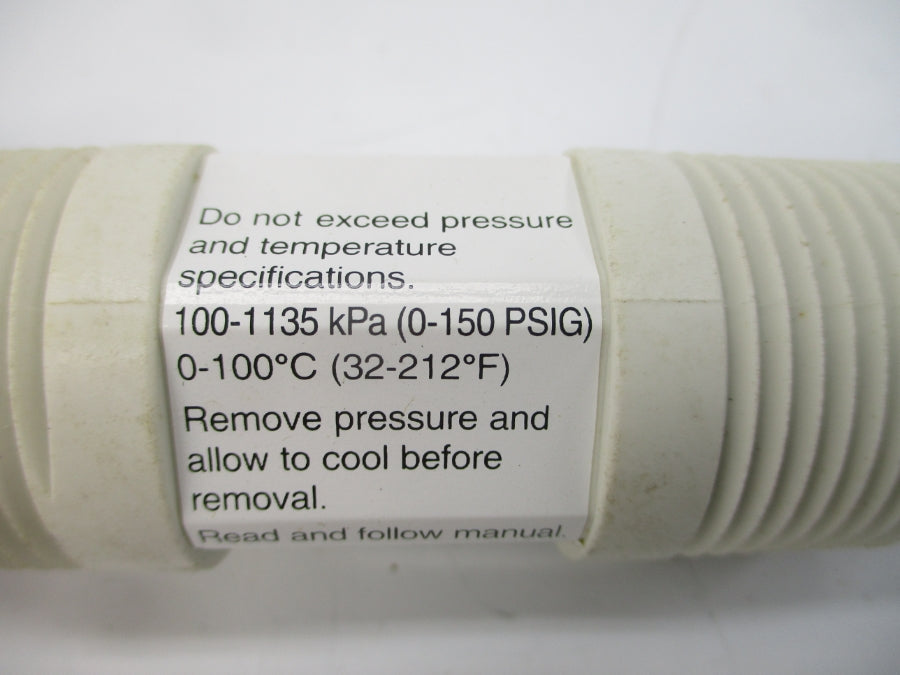 Do not exceed pressure
and temperature
specifications.
100-1135 kPa (0-150 PSIG)
0-100°C (32-212°F)
Remove pressure and
allow to cool before
removal.
Read and follow manual.